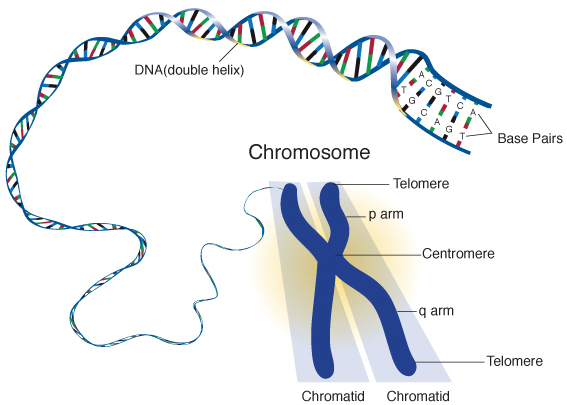 DNA(double helix)
A C G T C A
T G C A G T
Base Pairs
Chromosome
Telomere
p arm
Centromere
q arm
Telomere
Chromatid
Chromatid